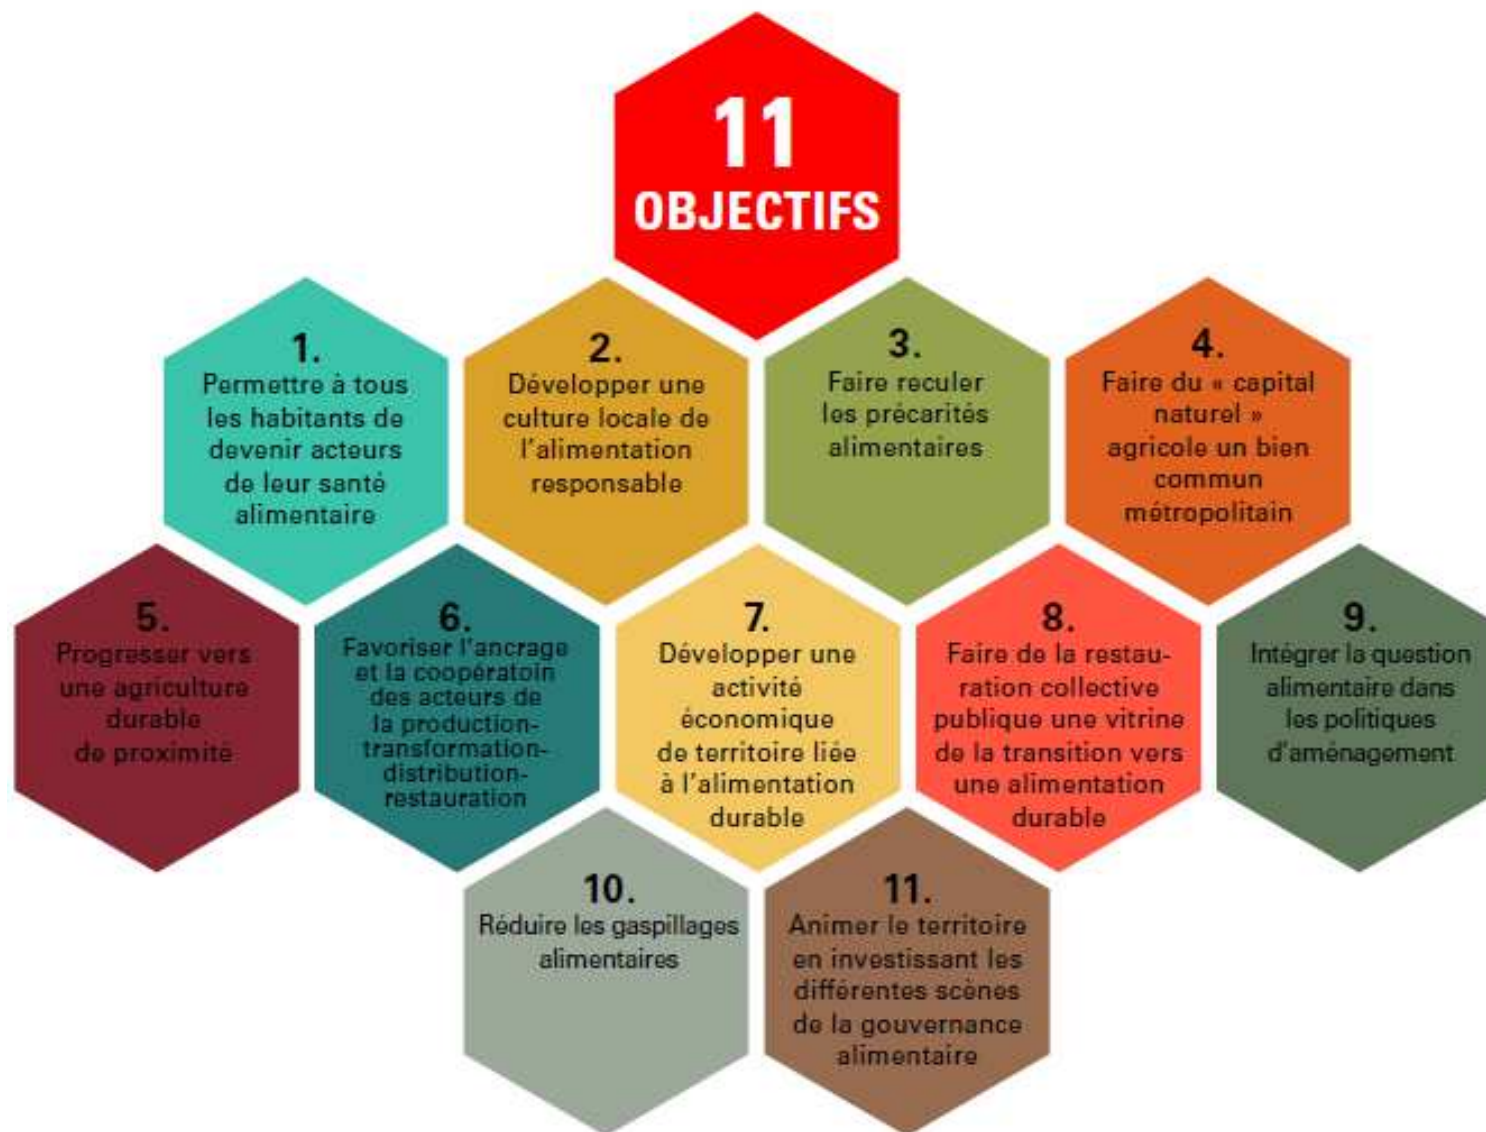 11
OBJECTIFS
1.
Permettre à tous
les habitants de
devenir acteurs
de leur santé
alimentaire
2.
Développer une
culture locale de
l'alimentation
responsable
3.
Faire reculer
les précarités
alimentaires
4.
Faire du « capital
naturel »
agricole un bien
commun
métropolitain
5.
Progresser vers
une agriculture
durable
de proximité
6.
Favoriser l'ancrage
et la coopératoin
des acteurs de
la production-
transformation-
distribution-
restauration
7.
Développer une
activité
économique
de territoire liée
à l'alimentation
durable
8.
Faire de la restau-
ration collective
publique une vitrine
de la transition vers
une alimentation
durable
9.
Intégrer la question
alimentaire dans
les politiques
d'aménagement
10.
Réduire les gaspillages
alimentaires
11.
Animer le territoire
en investissant les
différentes scènes
de la gouvernance
alimentaire